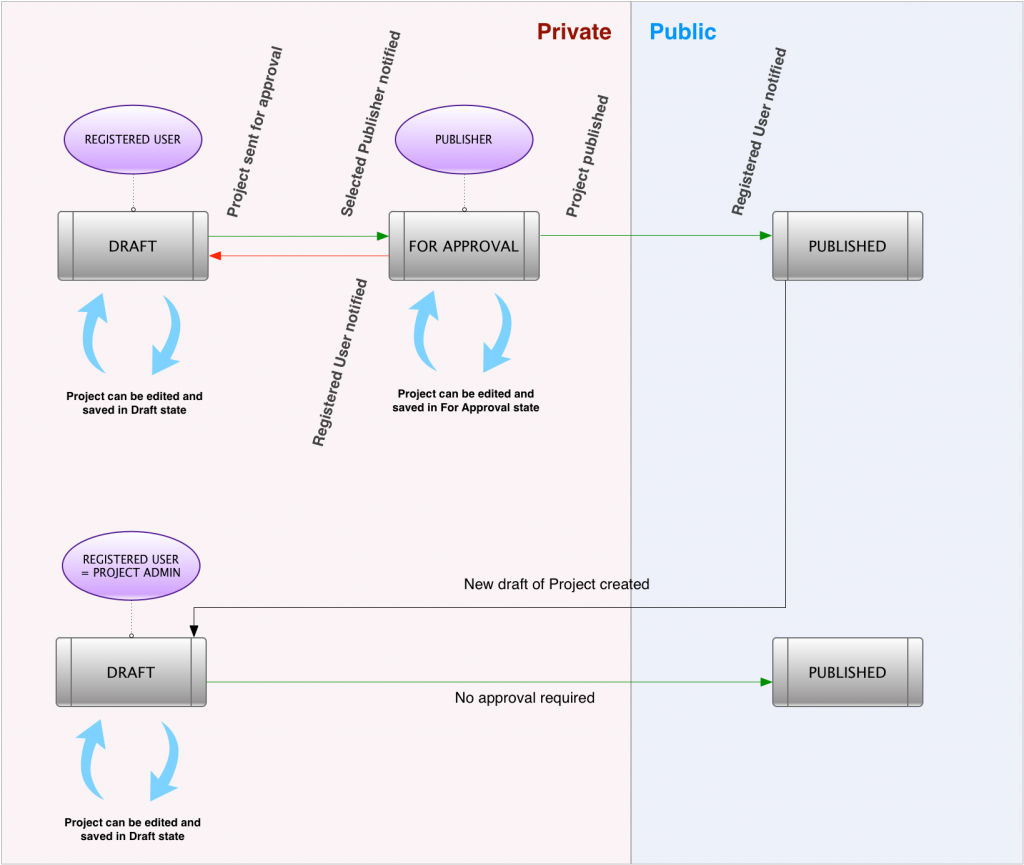 Private
Public
Project sent for approval
Selected Publisher notified
Project published
Registered User notified
REGISTERED USER
PUBLISHER
DRAFT
FOR APPROVAL
PUBLISHED
Registered User notified
Project can be edited and
saved in Draft state
Project can be edited and
saved in For Approval state
REGISTERED USER
= PROJECT ADMIN
New draft of Project created
DRAFT
PUBLISHED
No approval required
Project can be edited and
saved in Draft state